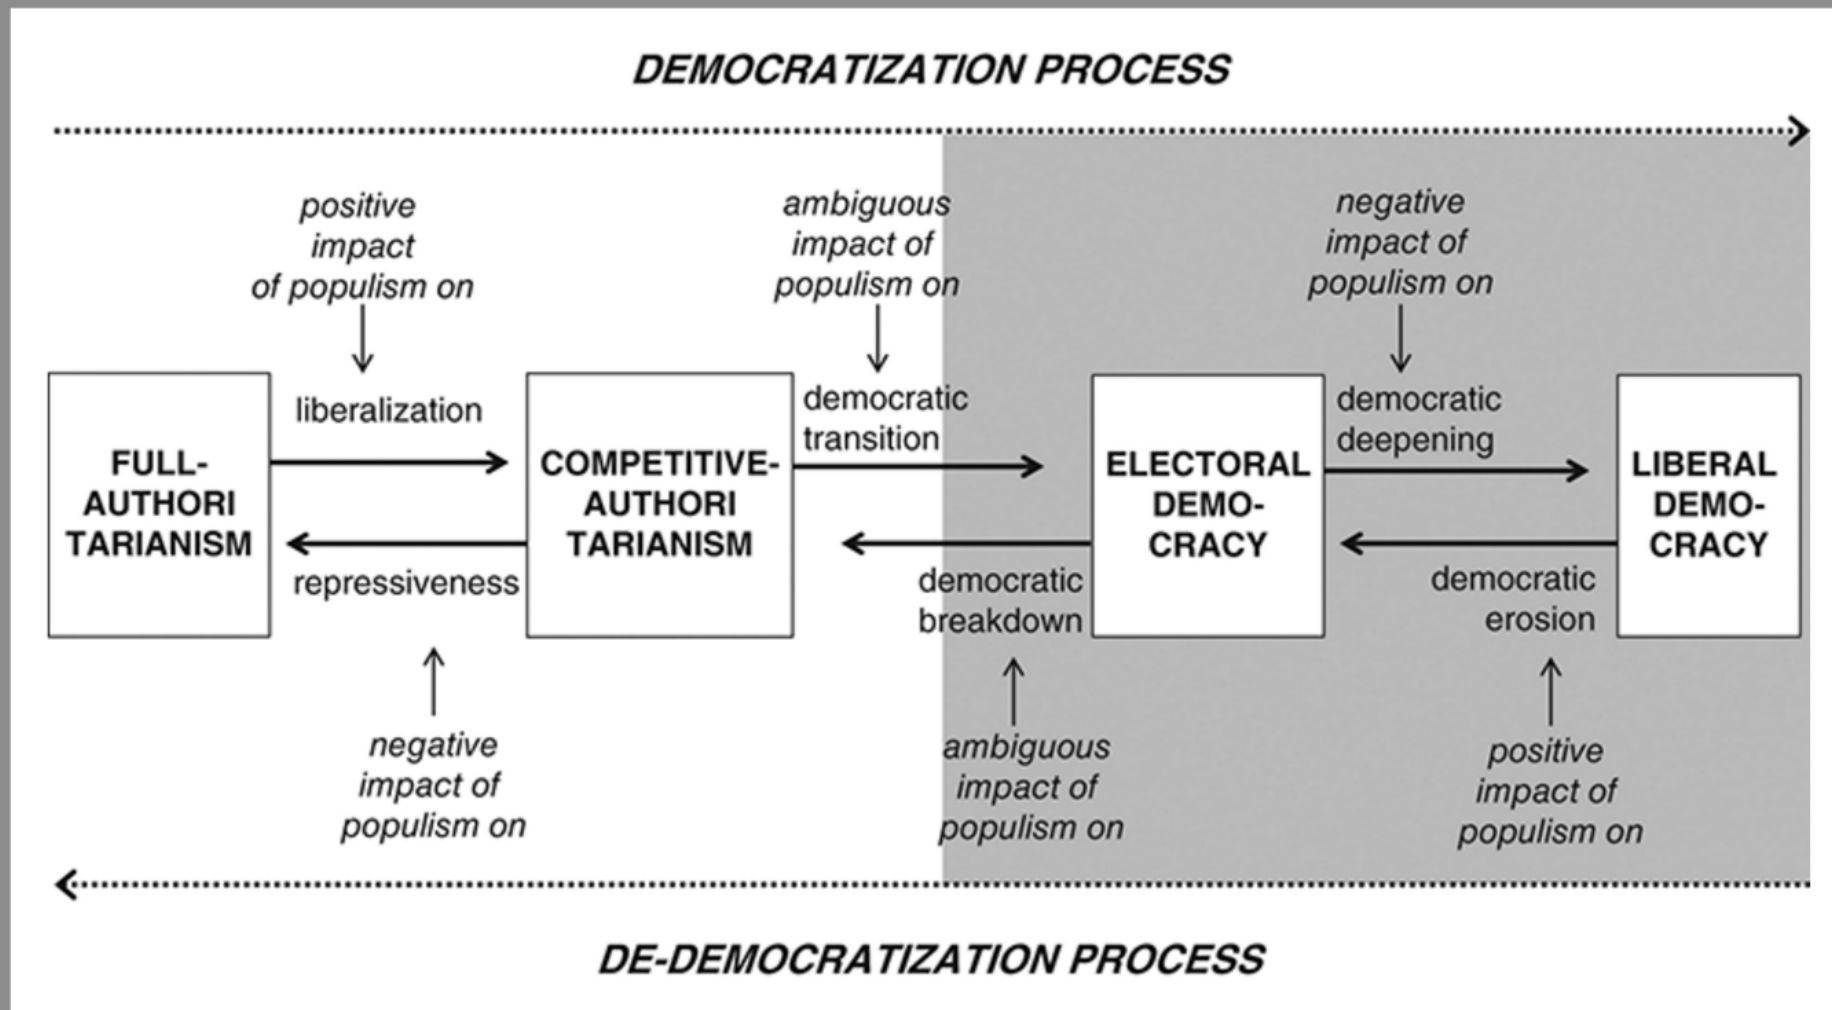 DEMOCRATIZATION PROCESS
positive
impact
of populism on
ambiguous
impact of
populism on
negative
impact of
populism on
FULL-
AUTHORI
TARIANISM
liberalization
repressiveness
COMPETITIVE-
AUTHORI
TARIANISM
democratic
transition
democratic
breakdown
ELECTORAL
DEMO-
CRACY
democratic
deepening
democratic
erosion
LIBERAL
DEMO-
CRACY
negative
impact of
populism on
ambiguous
impact of
populism on
positive
impact of
populism on
DE-DEMOCRATIZATION PROCESS